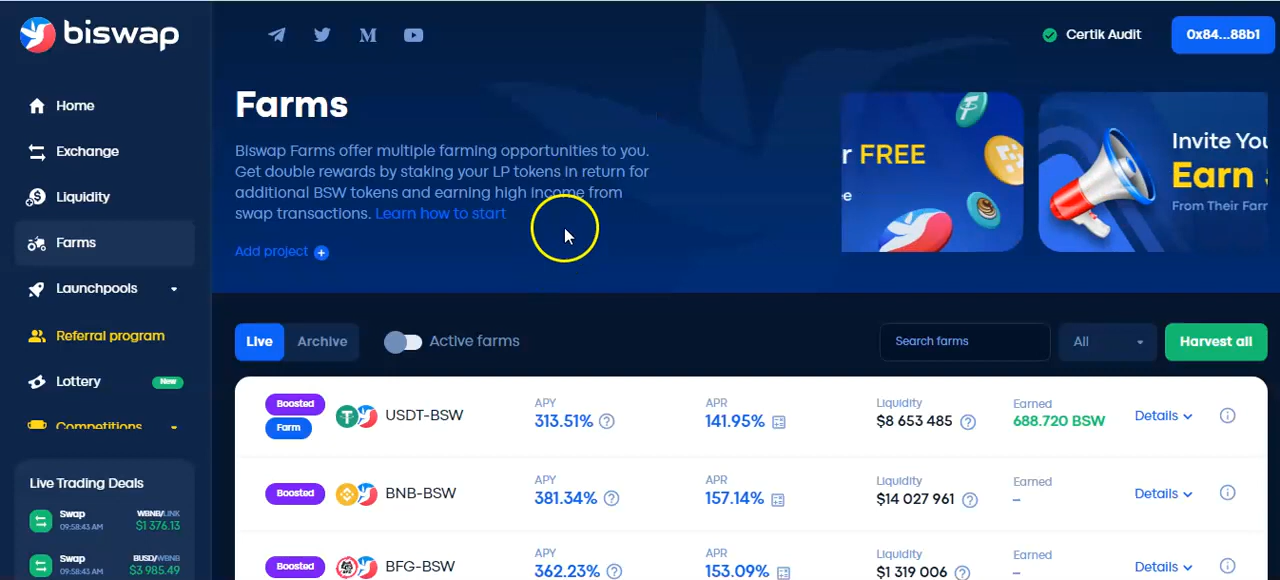 biswap
Certik Audit
0x84...88b1
Home
Exchange
Liquidity
Farms
Launchpools
Referral program
Lottery
New
Competitions
Live Trading Deals
Swap
WBNB/LINK
09:58:43 AM
$1 376.13
Swap
BUSD/WBNB
09:58:43 AM
$3 985.49
Farms
Biswap Farms offer multiple farming opportunities to you.
Get double rewards by staking your LP tokens in return for
additional BSW tokens and earning high income from
swap transactions. Learn how to start
Add project
r FREE
e
Invite You
Earn
From Their Farr
Live
Archive
Active farms
Search farms
All
Harvest all
Boosted
Farm
USDT-BSW
APY
313.51%
APR
141.95%
Liquidity
$8 653 485
Earned
688.720 BSW
Details
Boosted
BNB-BSW
APY
381.34%
APR
157.14%
Liquidity
$14 027 961
Earned
–
Details
Boosted
BFG-BSW
APY
362.23%
APR
153.09%
Liquidity
$1 319 006
Earned
–
Details